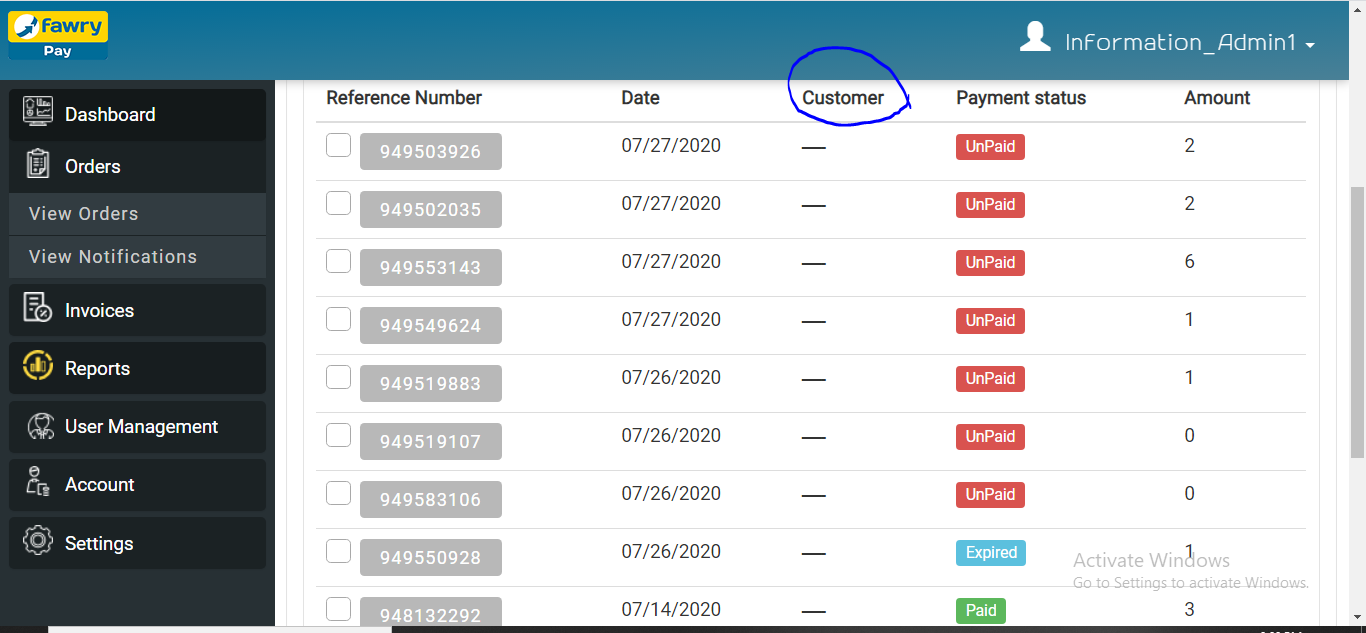 fawry
Pay
Information_Admin1
Dashboard
Orders
View Orders
View Notifications
Invoices
Reports
User Management
Account
Settings
Reference Number Date Customer Payment status Amount
949503926 07/27/2020 — UnPaid 2
949502035 07/27/2020 — UnPaid 2
949553143 07/27/2020 — UnPaid 6
949549624 07/27/2020 — UnPaid 1
949519883 07/26/2020 — UnPaid 1
949519107 07/26/2020 — UnPaid 0
949583106 07/26/2020 — UnPaid 0
949550928 07/26/2020 — Expired 1
948132292 07/14/2020 — Paid 3
Activate Windows
Go to Settings to activate Windows.